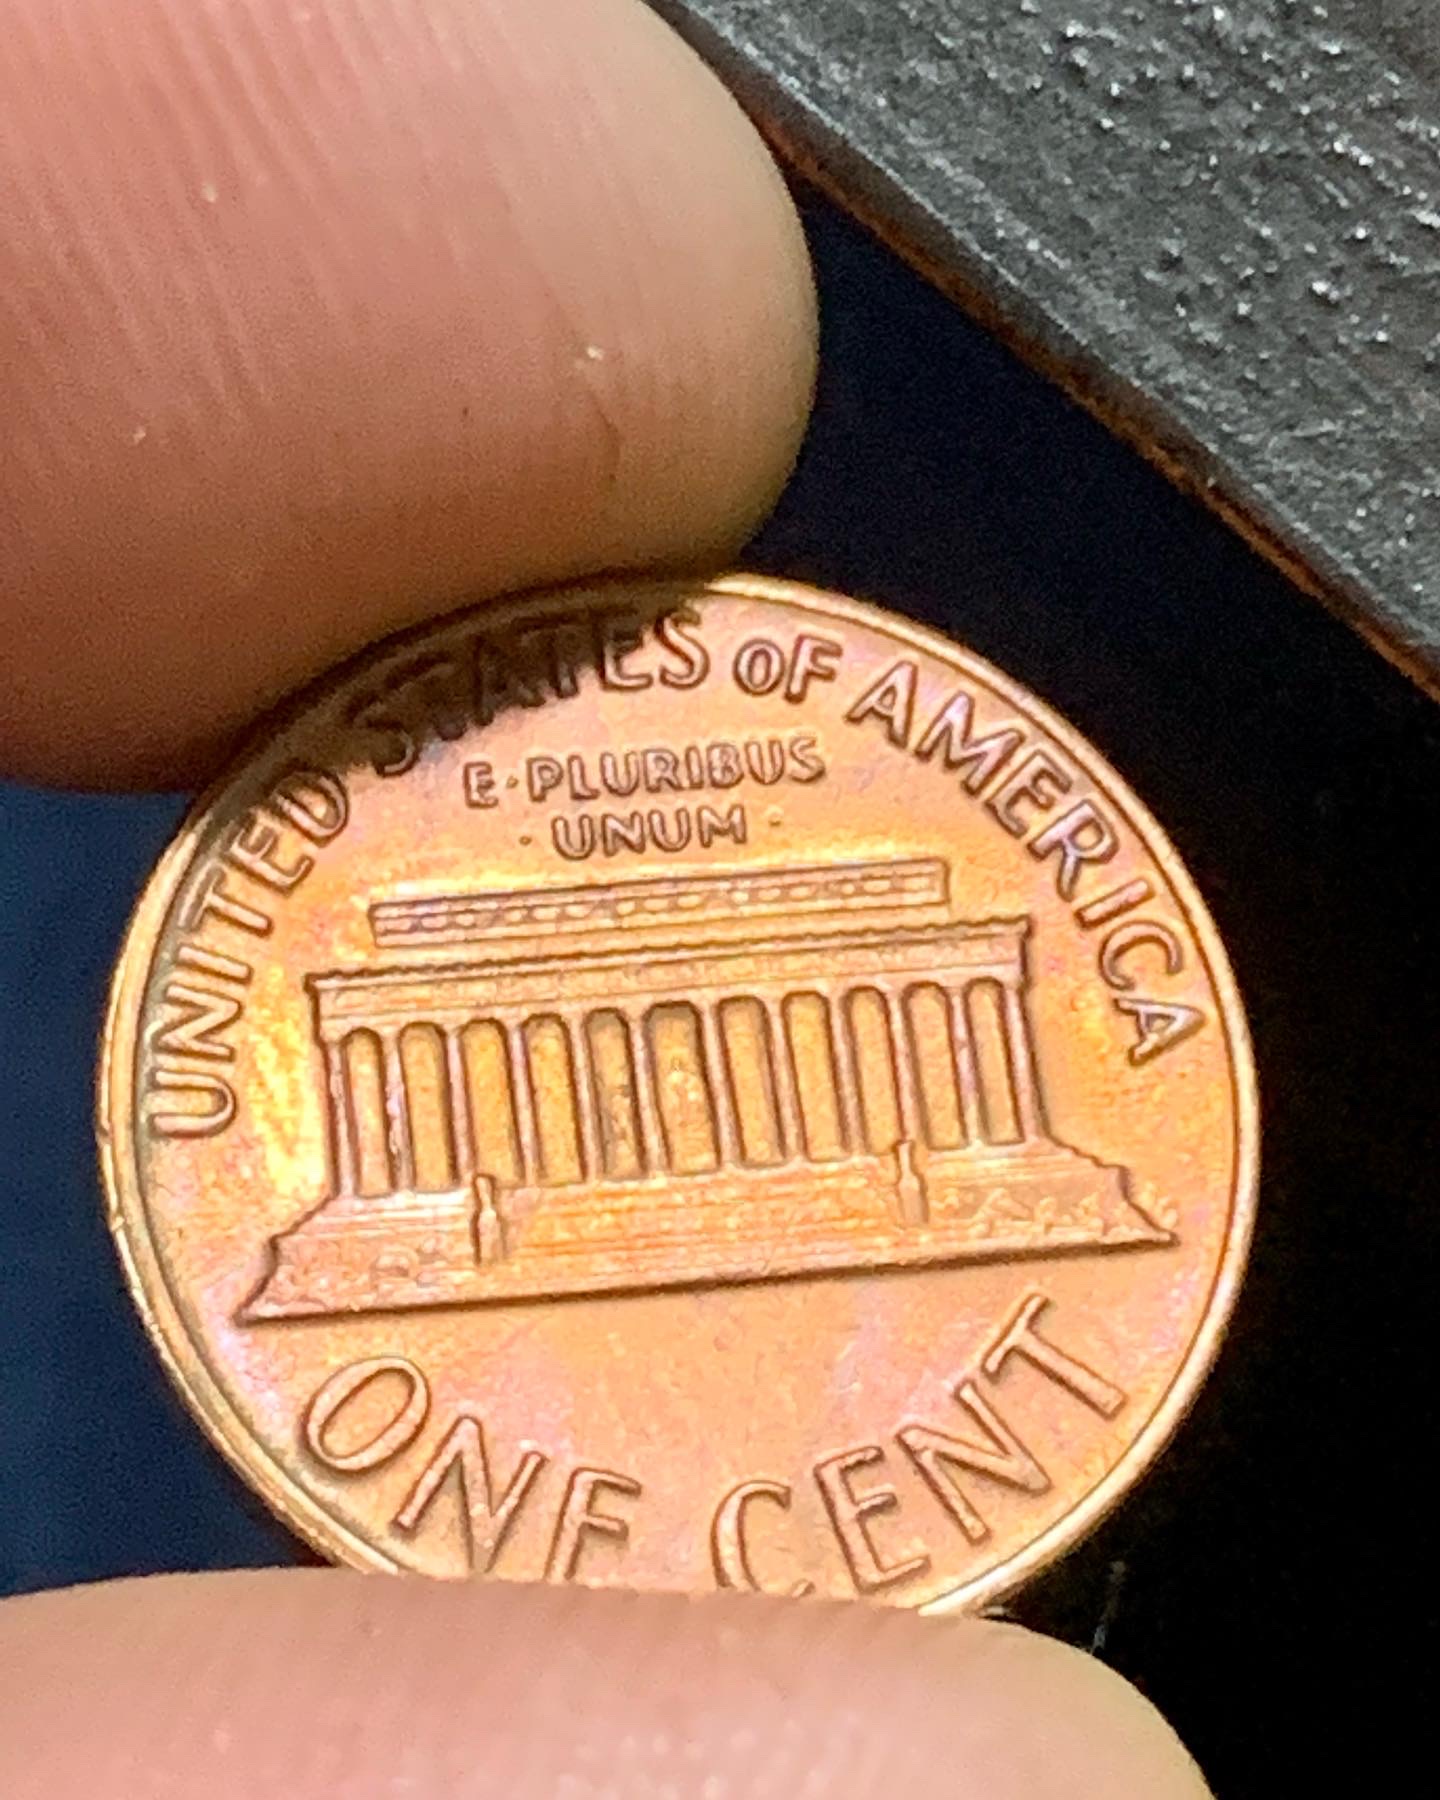 UNITED STATES OF AMERICA
E·PLURIBUS
·UNUM·
ONE CENT